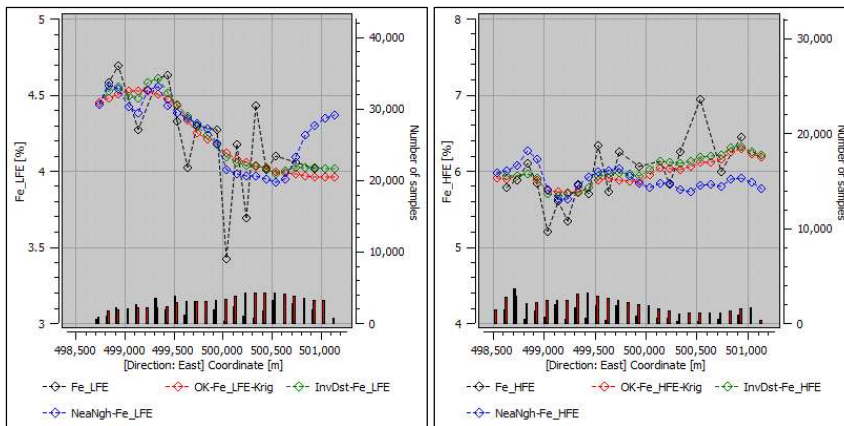 5
4.5
4
3.5
3
Fe_LFE [%]
40,000
30,000
20,000
10,000
0
Number of samples
498,500 499,000 499,500 500,000 500,500 501,000
[Direction: East] Coordinate [m]
Fe_LFE OK-Fe_LFE-Krig InvDst-Fe_LFE
NeaNgh-Fe_LFE
8
7
6
5
4
Fe_HFE [%]
30,000
20,000
10,000
0
Number of samples
498,500 499,000 499,500 500,000 500,500 501,000
[Direction: East] Coordinate [m]
Fe_HFE OK-Fe_HFE-Krig InvDst-Fe_HFE
NeaNgh-Fe_HFE